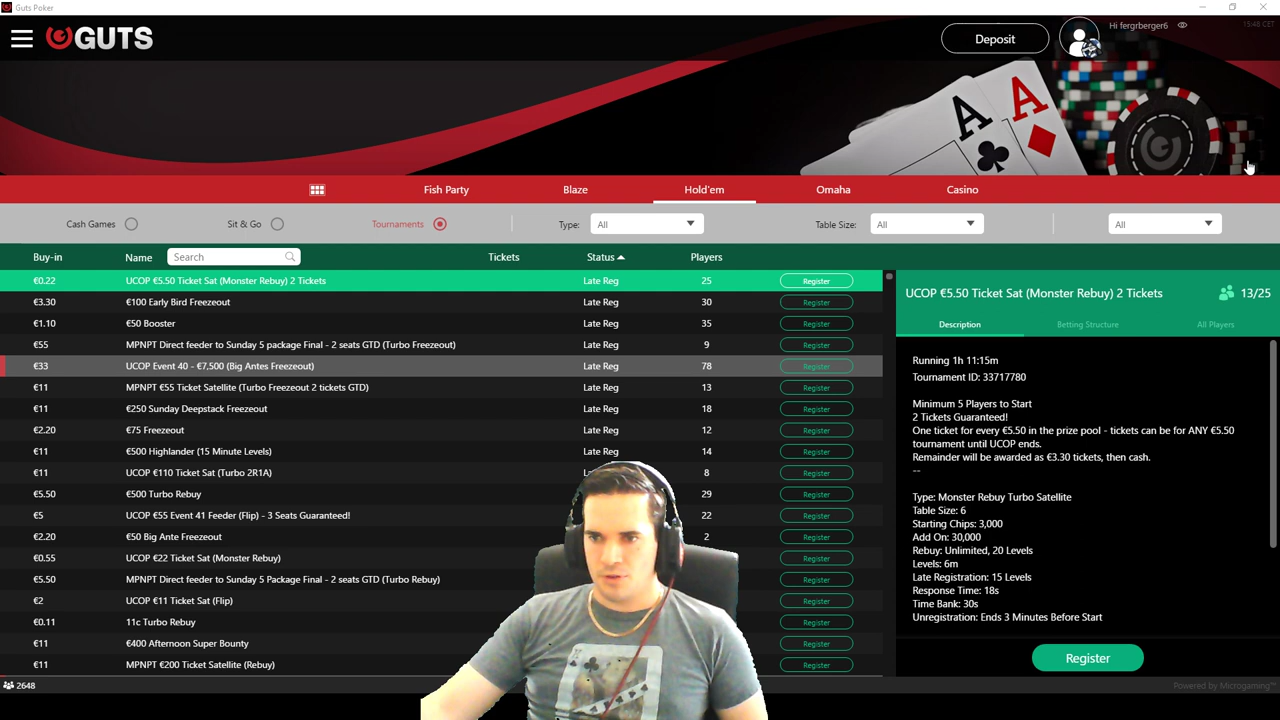 Guts Poker
GUTS
Deposit
Hi fergrberger6
15:48 CET
Fish Party Blaze Hold'em Omaha Casino
Cash Games Sit & Go Tournaments Type: All Table Size: All All
Buy-in Name Search Tickets Status Players
€0.22 UCOP €5.50 Ticket Sat (Monster Rebuy) 2 Tickets Late Reg 25 Register
€3.30 €100 Early Bird Freezeout Late Reg 30 Register
€1.10 €50 Booster Late Reg 35 Register
€55 MPNPT Direct feeder to Sunday 5 package Final - 2 seats GTD (Turbo Freezeout) Late Reg 9 Register
€33 UCOP Event 40 - €7,500 (Big Antes Freezeout) Late Reg 78 Register
€11 MPNPT €55 Ticket Satellite (Turbo Freezeout 2 tickets GTD) Late Reg 13 Register
€11 €250 Sunday Deepstack Freezeout Late Reg 18 Register
€2.20 €75 Freezeout Late Reg 12 Register
€11 €500 Highlander (15 Minute Levels) Late Reg 14 Register
€11 UCOP €110 Ticket Sat (Turbo 2R1A) Late Reg 8 Register
€5.50 €500 Turbo Rebuy 29 Register
€5 UCOP €55 Event 41 Feeder (Flip) - 3 Seats Guaranteed! 22 Register
€2.20 €50 Big Ante Freezeout 2 Register
€0.55 UCOP €22 Ticket Sat (Monster Rebuy) Register
€5.50 MPNPT Direct feeder to Sunday 5 Package Final - 2 seats GTD (Turbo Rebuy) Register
€2 UCOP €11 Ticket Sat (Flip) Register
€0.11 11c Turbo Rebuy Register
€11 €400 Afternoon Super Bounty Register
€11 MPNPT €200 Ticket Satellite (Rebuy) Register
2648
UCOP €5.50 Ticket Sat (Monster Rebuy) 2 Tickets 13/25
Description Betting Structure All Players
Running 1h 11:15m
Tournament ID: 33717780
Minimum 5 Players to Start
2 Tickets Guaranteed!
One ticket for every €5.50 in the prize pool - tickets can be for ANY €5.50
tournament until UCOP ends.
Remainder will be awarded as €3.30 tickets, then cash.
--
Type: Monster Rebuy Turbo Satellite
Table Size: 6
Starting Chips: 3,000
Add On: 30,000
Rebuy: Unlimited, 20 Levels
Levels: 6m
Late Registration: 15 Levels
Response Time: 18s
Time Bank: 30s
Unregistration: Ends 3 Minutes Before Start
Register
Powered by Microgaming™